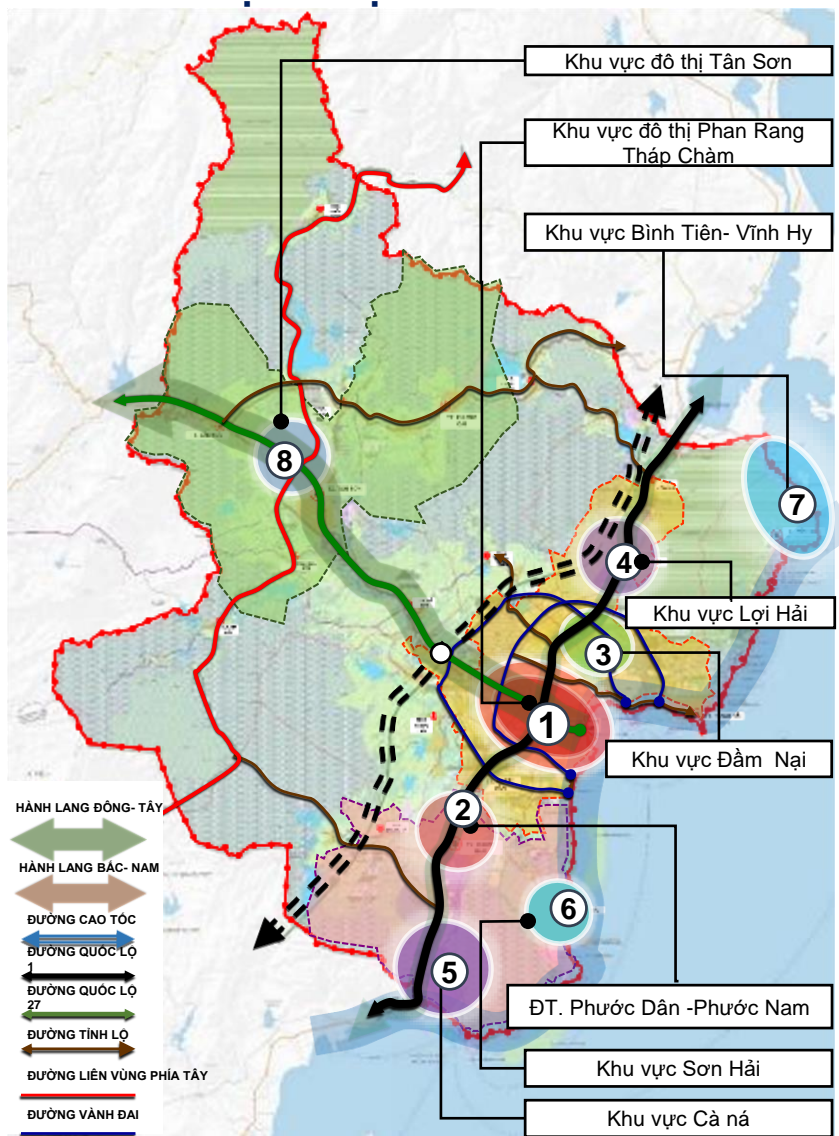 Khu vực đô thị Tân Sơn
Khu vực đô thị Phan Rang
Tháp Chàm
Khu vực Bình Tiên- Vĩnh Hy
8
7
4
Khu vực Lợi Hải
3
1
Khu vực Đầm Nại
2
6
5
ĐT. Phước Dân -Phước Nam
Khu vực Sơn Hải
Khu vực Cà ná
HÀNH LANG ĐÔNG- TÂY
HÀNH LANG BẮC- NAM
ĐƯỜNG CAO TỐC
ĐƯỜNG QUỐC LỘ
1
ĐƯỜNG QUỐC LỘ
27
ĐƯỜNG TỈNH LỘ
ĐƯỜNG LIÊN VÙNG PHÍA TÂY
ĐƯỜNG VÀNH ĐAI